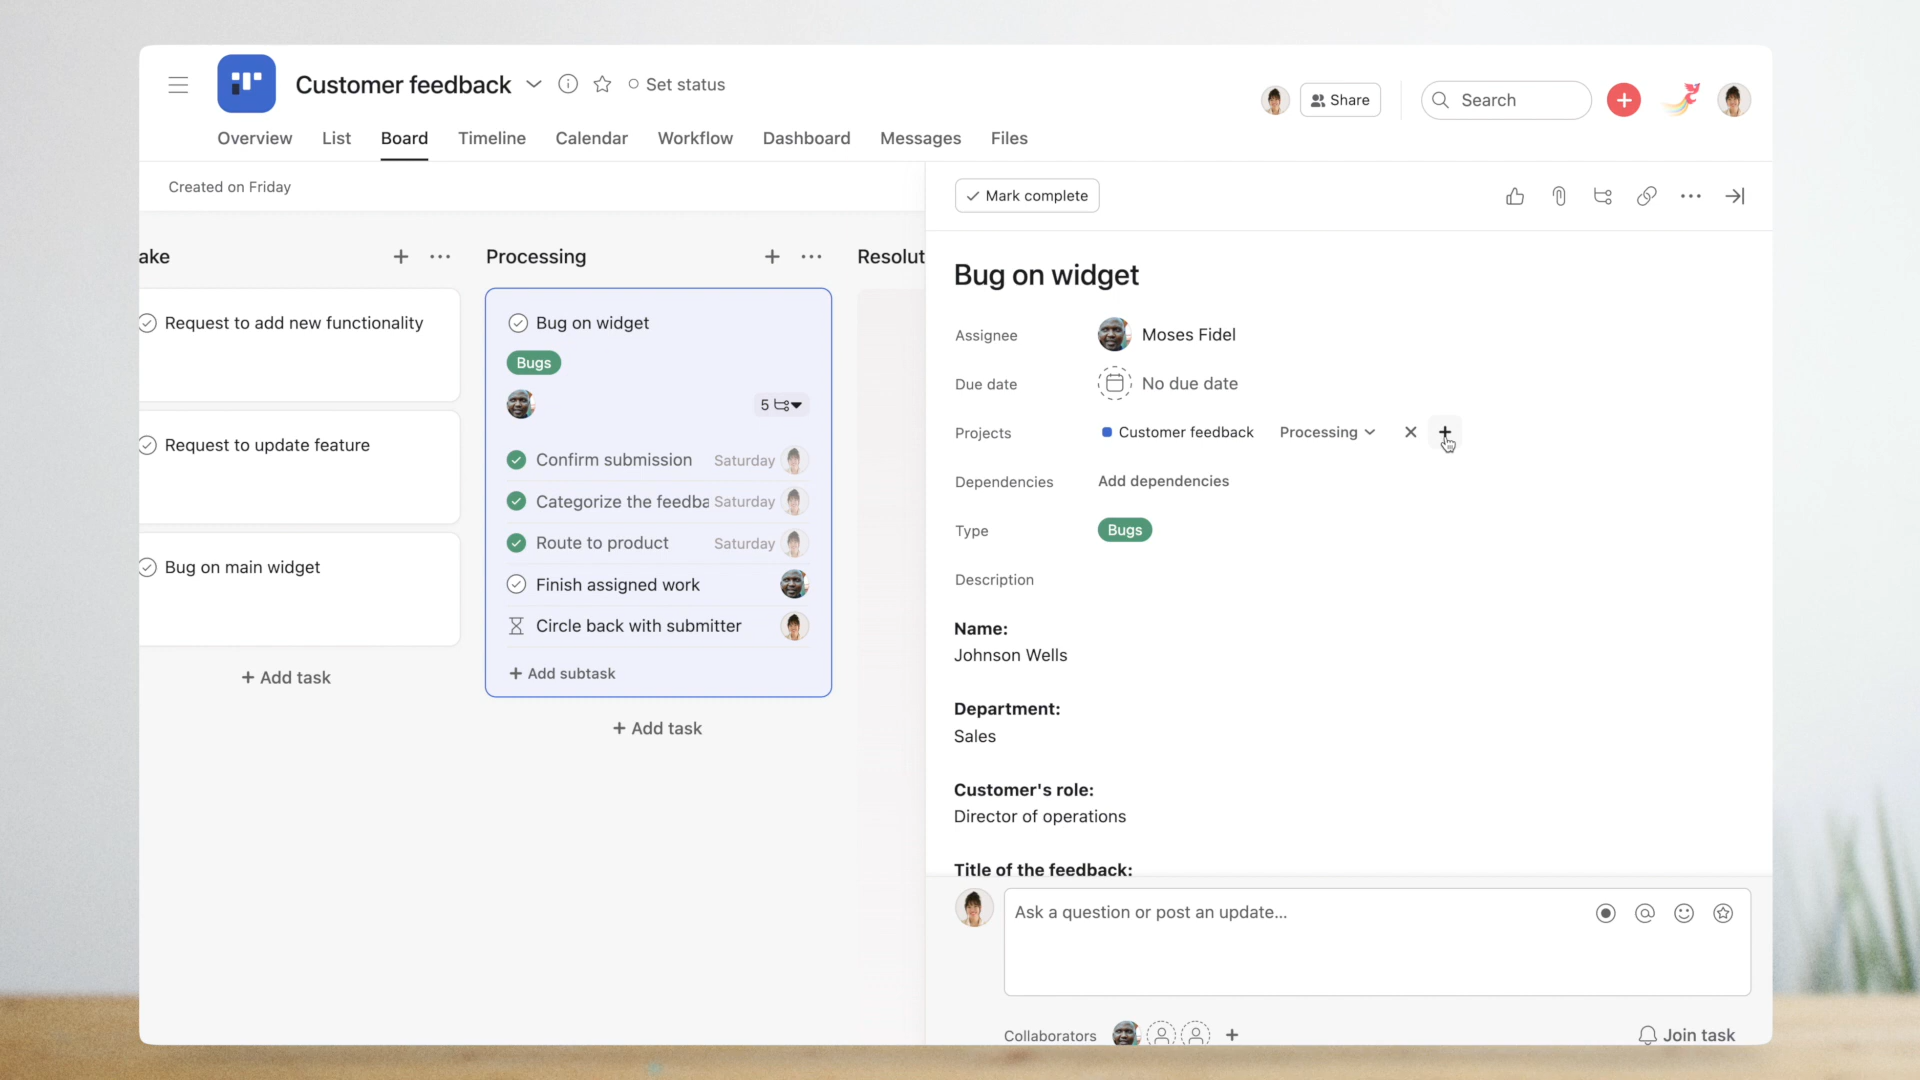 Customer feedback
Set status
Share
Search
Overview
List
Board
Timeline
Calendar
Workflow
Dashboard
Messages
Files
Created on Friday
ake
Request to add new functionality
Request to update feature
Bug on main widget
+ Add task
Processing
Bug on widget
Bugs
5
Confirm submission Saturday
Categorize the feedba Saturday
Route to product Saturday
Finish assigned work
Circle back with submitter
+ Add subtask
+ Add task
Resolut
Mark complete
Bug on widget
Assignee Moses Fidel
Due date No due date
Projects Customer feedback Processing
Dependencies Add dependencies
Type Bugs
Description
Name:
Johnson Wells
Department:
Sales
Customer's role:
Director of operations
Title of the feedback:
Ask a question or post an update...
Collaborators
Join task